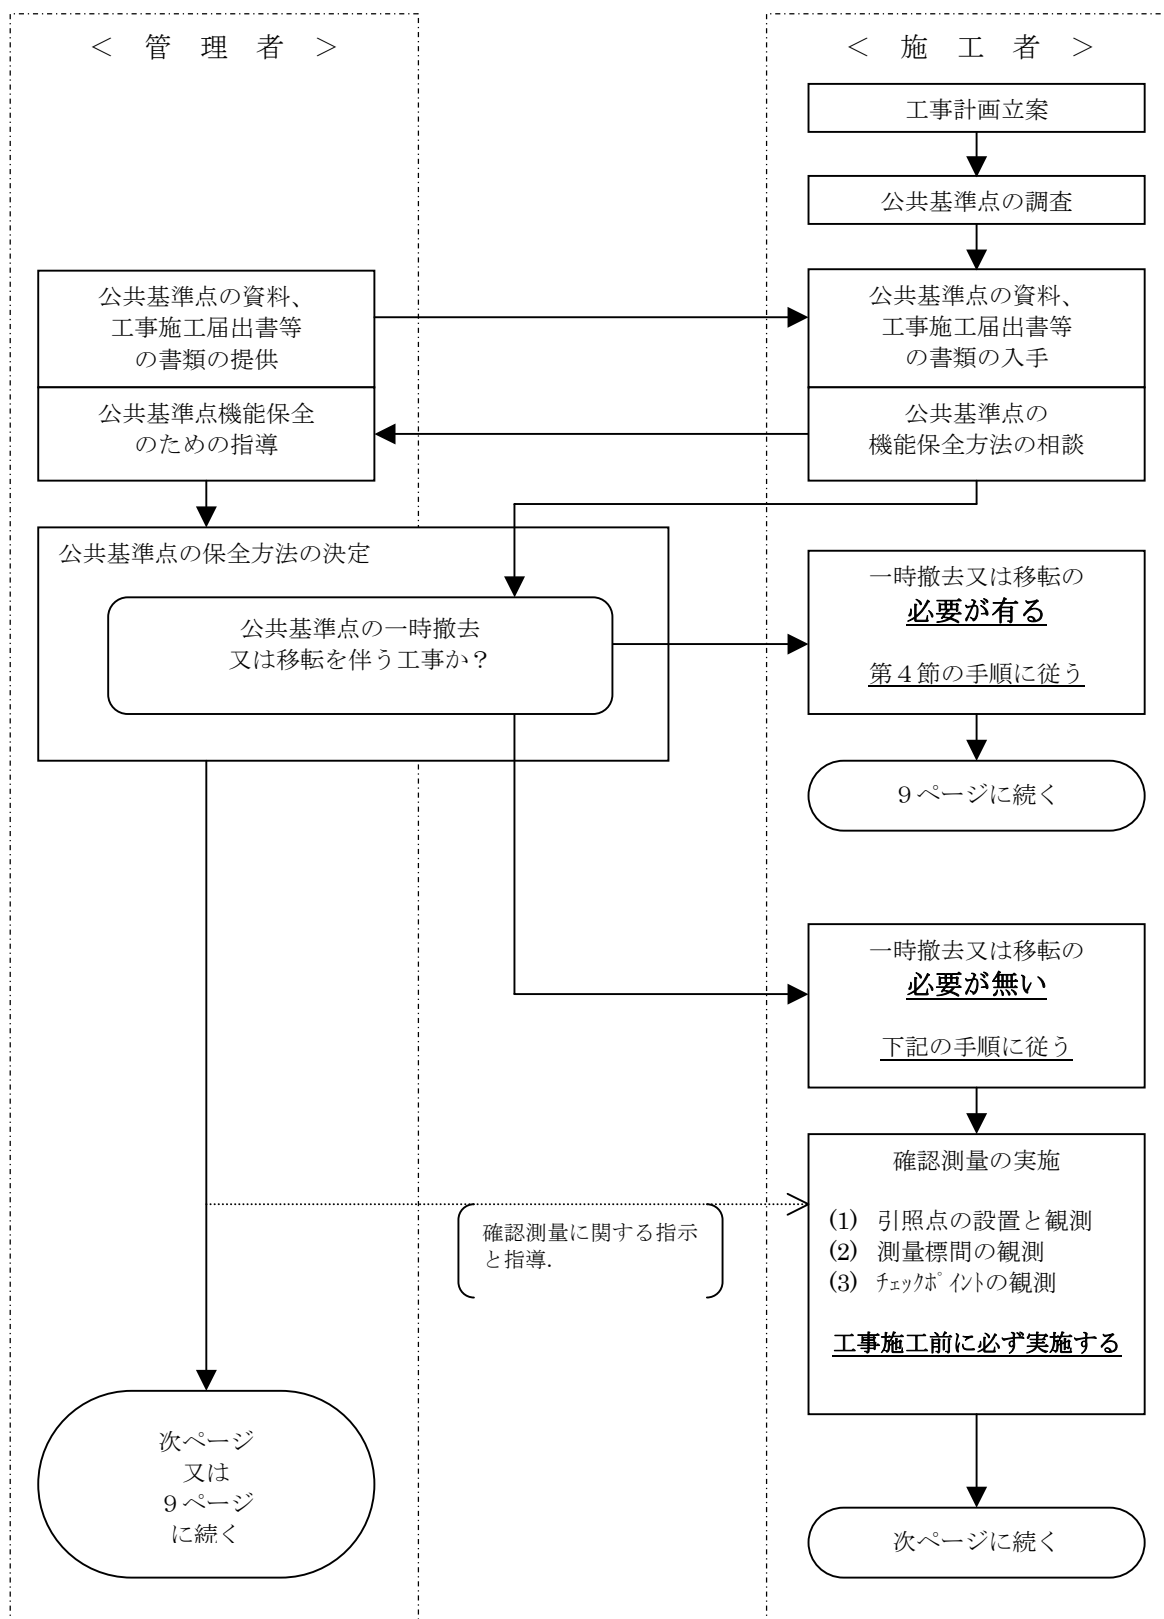 ＜　管　理　者　＞
＜　施　工　者　＞
工事計画立案
公共基準点の調査
公共基準点の資料、
工事施工届出書等
の書類の提供
公共基準点の資料、
工事施工届出書等
の書類の入手
公共基準点機能保全
のための指導
公共基準点の
機能保全方法の相談
公共基準点の保全方法の決定
公共基準点の一時撤去
又は移転を伴う工事か？
一時撤去又は移転の
必要が有る
第４節の手順に従う
９ページに続く
一時撤去又は移転の
必要が無い
下記の手順に従う
確認測量の実施
(1)　引照点の設置と観測
(2)　測量標間の観測
(3)　ﾁｪｯｸﾎﾟｲﾝﾄの観測
工事施工前に必ず実施する
確認測量に関する指示
と指導.
次ページ
又は
９ページ
に続く
次ページに続く